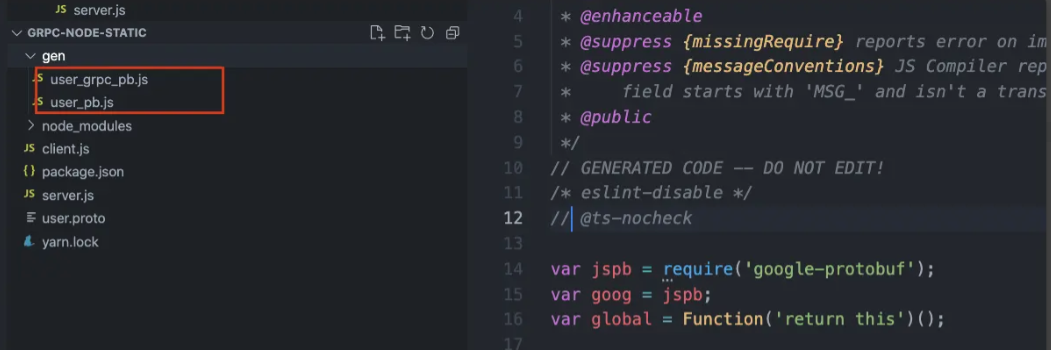 server.js
GRPC-NODE-STATIC
gen
JS user_grpc_pb.js
JS user_pb.js
node_modules
JS client.js
{} package.json
JS server.js
user.proto
yarn.lock
4 * @enhanceable
5 * @suppress {missingRequire} reports error on im
6 * @suppress {messageConventions} JS Compiler rep
7 field starts with 'MSG_' and isn't a trans
8 * @public
9 */
10 // GENERATED CODE -- DO NOT EDIT!
11 /* eslint-disable */
12 // @ts-nocheck
13
14 var jspb = require('google-protobuf');
15 var goog = jspb;
16 var global = Function('return this')();
17